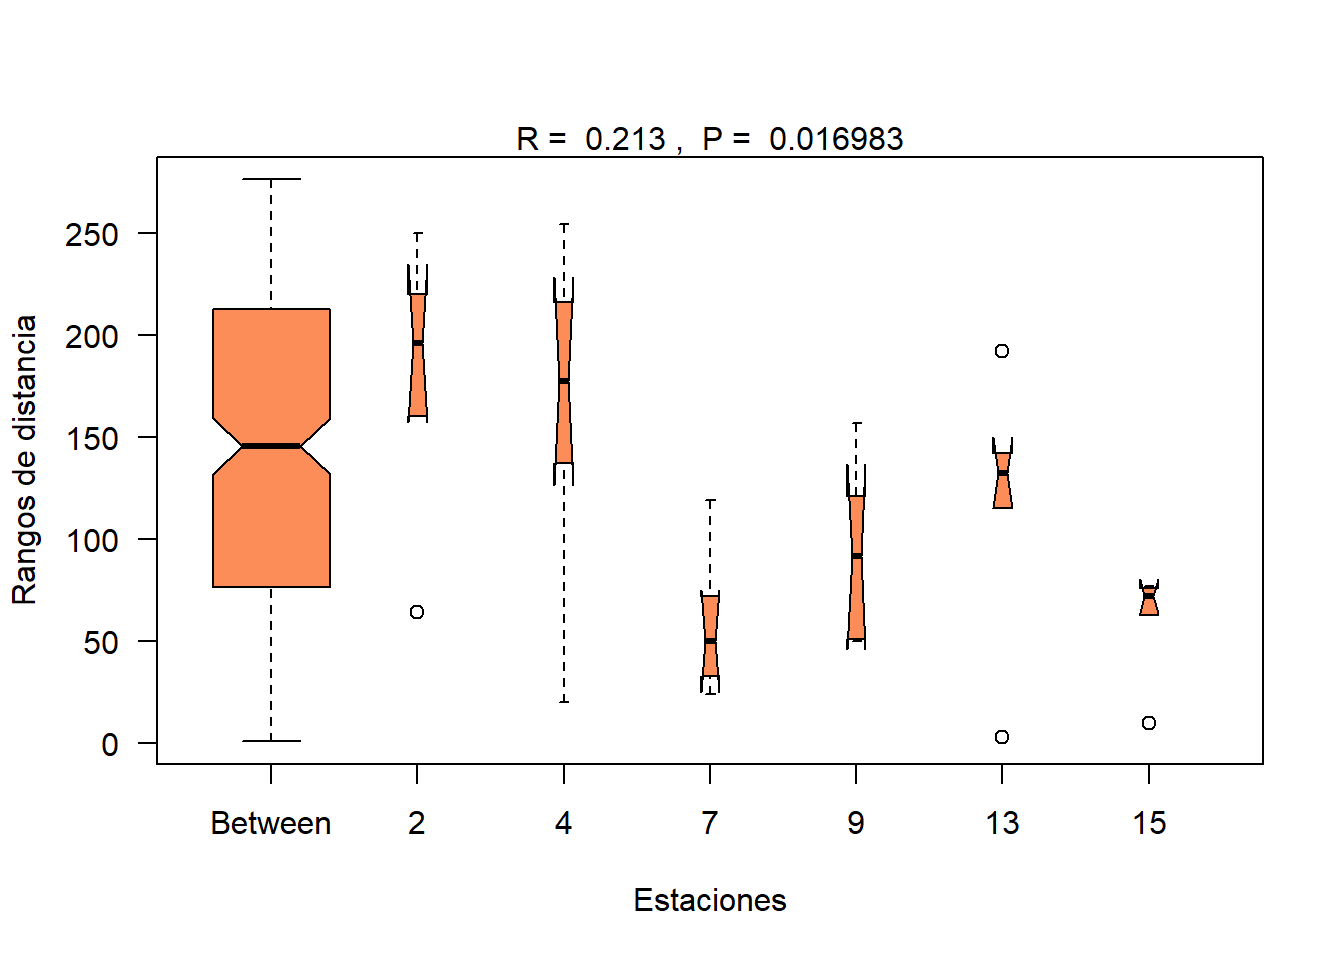 R =  0.213 ,  P =  0.016983
Rangos de distancia
250
200
150
100
50
0
Between 2 4 7 9 13 15
Estaciones